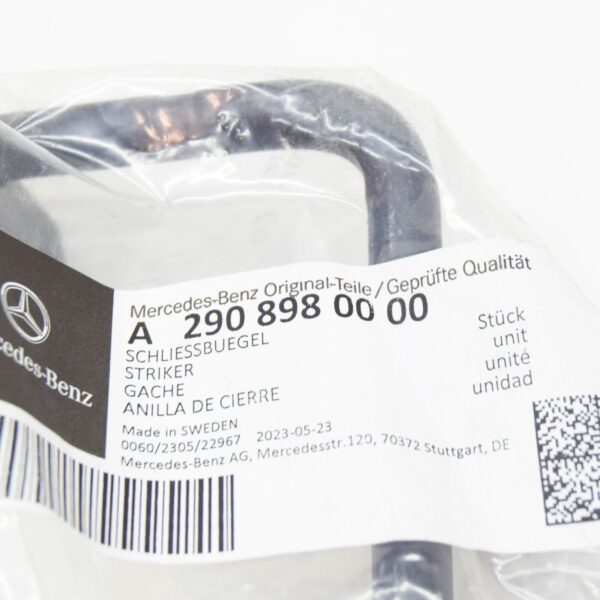 Mercedes-Benz Original-Teile/Geprüfte Qualität
A 290 898 00 00
SCHLIESSBUEGEL
STRIKER
GACHE
ANILLA DE CIERRE
Stück
unit
unité
unidad
Made in SWEDEN
0060/2305/22967 2023-05-23
Mercedes-Benz AG, Mercedesstr.120, 70372 Stuttgart, DE
cedes-Benz